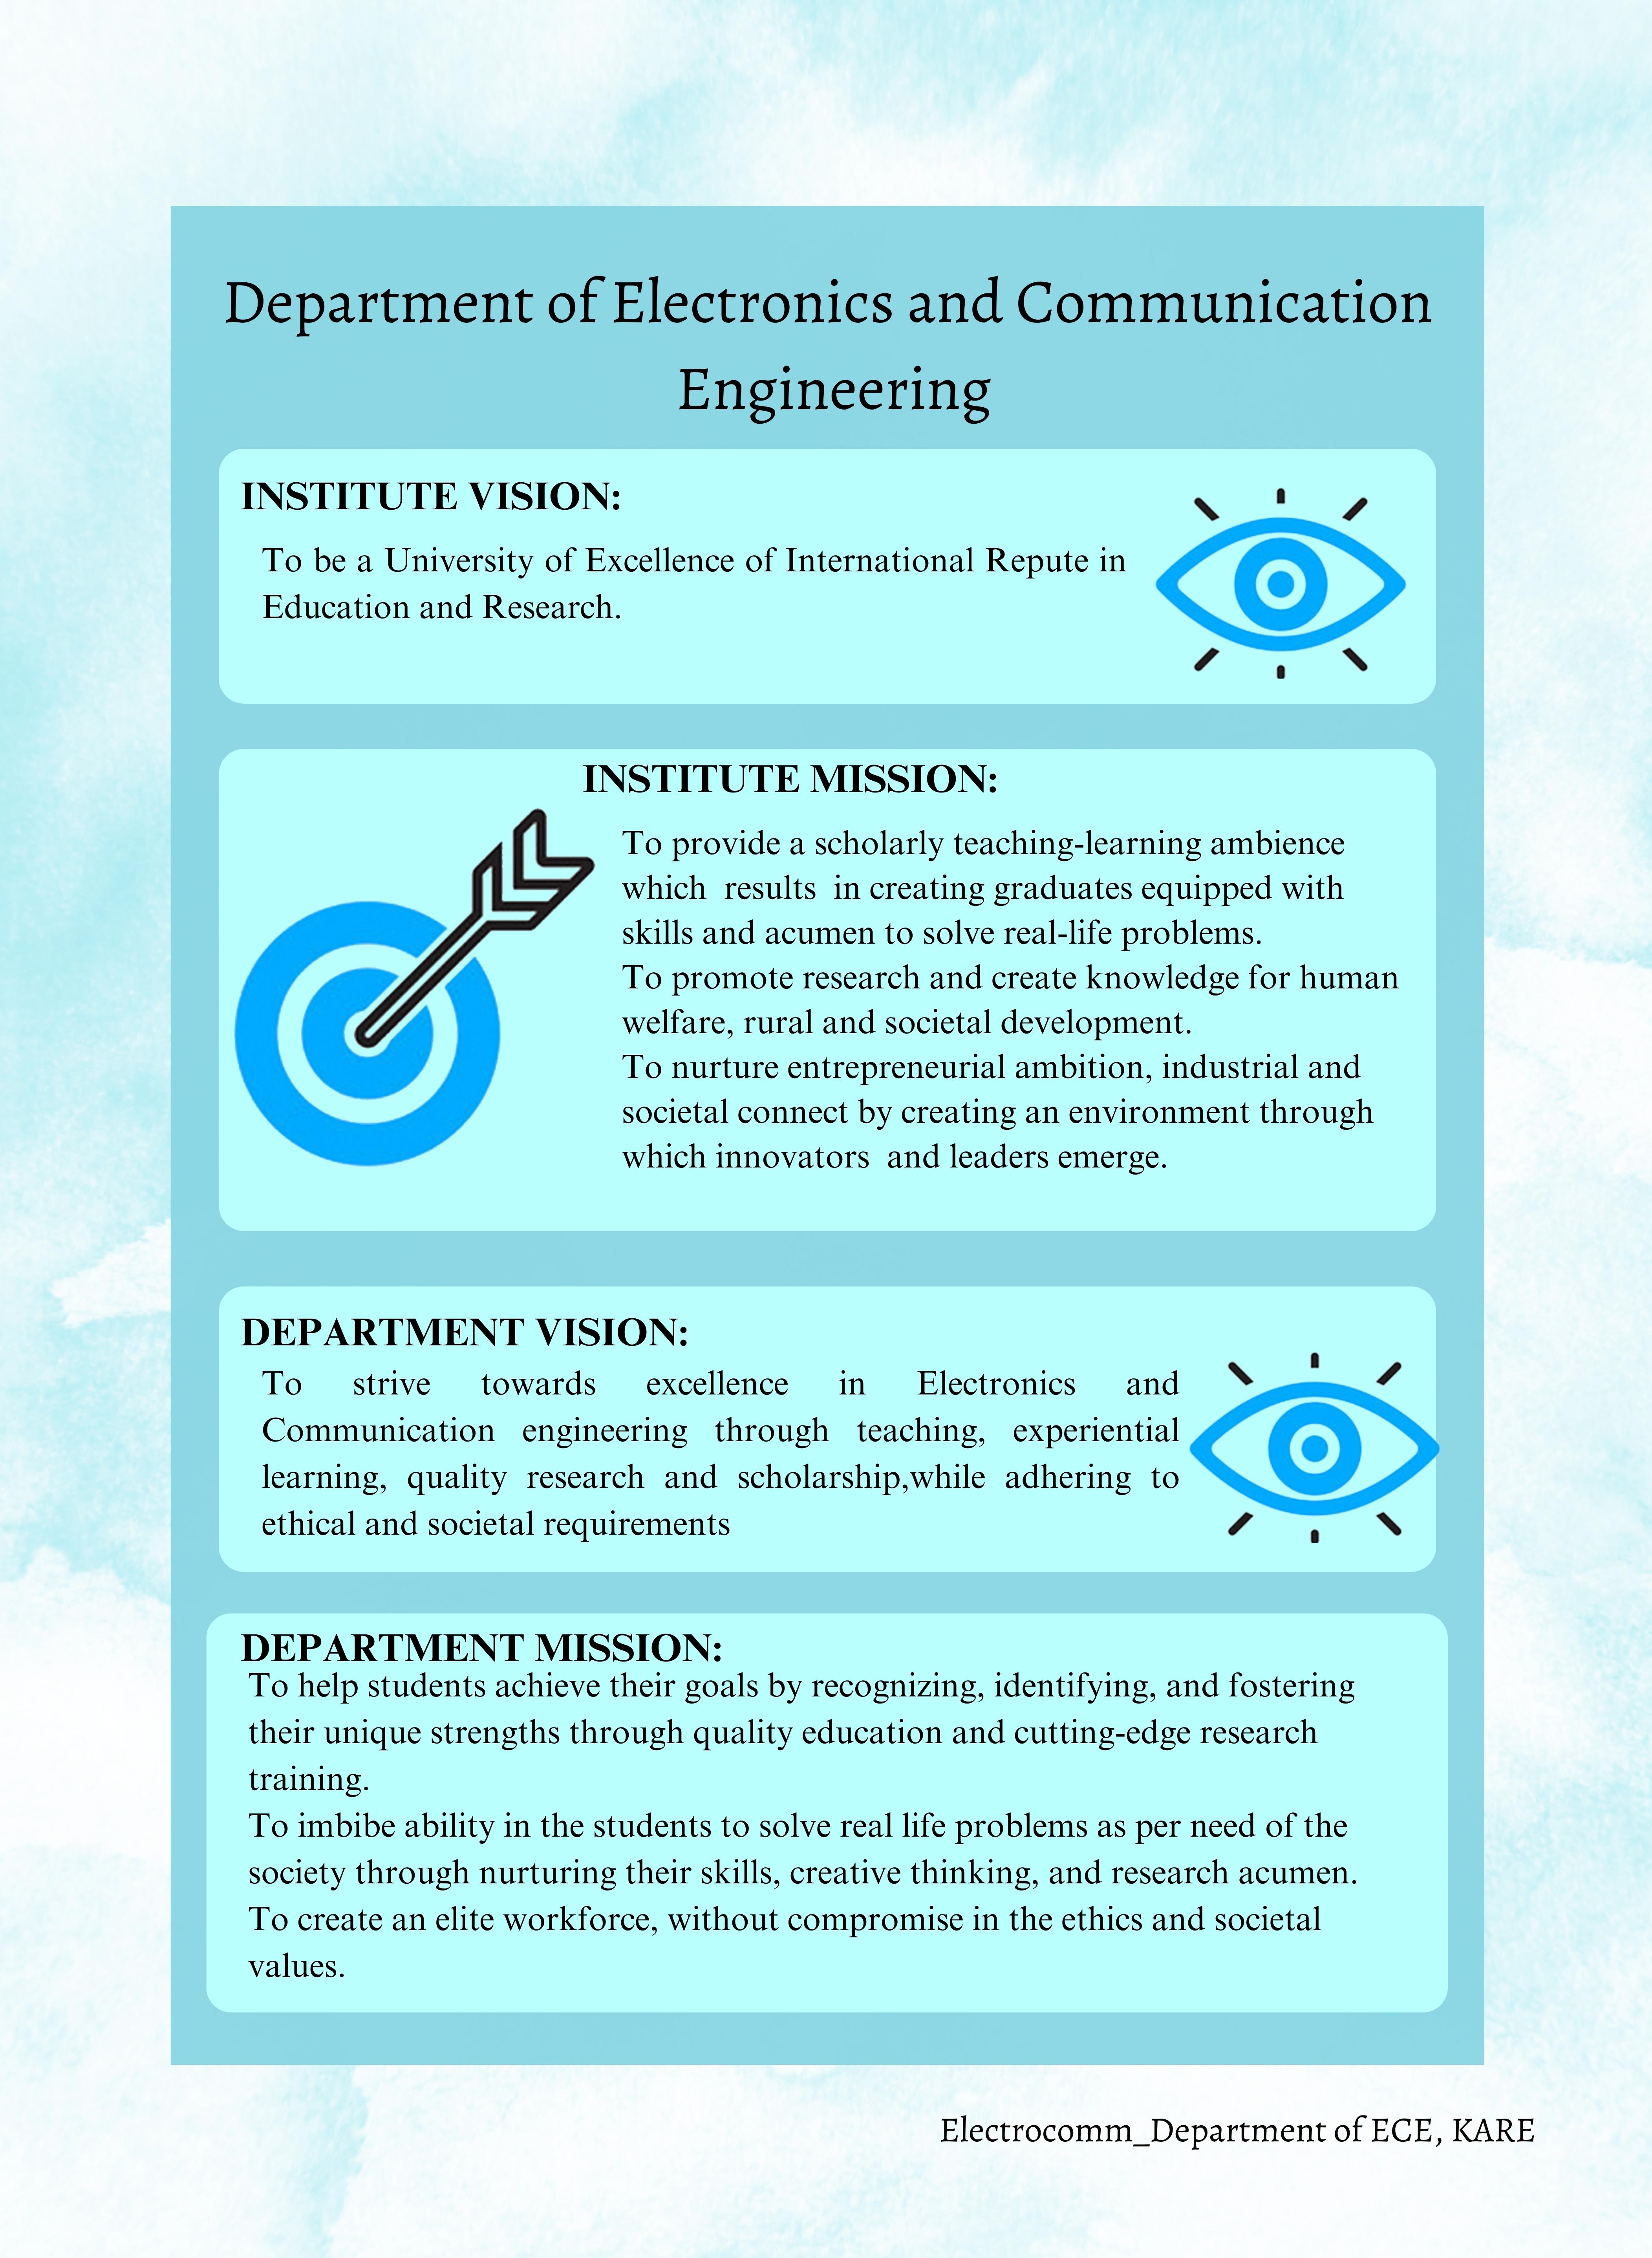 Department of Electronics and Communication
Engineering
INSTITUTE VISION:
To be a University of Excellence of International Repute in
Education and Research.
INSTITUTE MISSION:
To provide a scholarly teaching-learning ambience
which  results  in creating graduates equipped with
skills and acumen to solve real-life problems.
To promote research and create knowledge for human
welfare, rural and societal development.
To nurture entrepreneurial ambition, industrial and
societal connect by creating an environment through
which innovators  and leaders emerge.
DEPARTMENT VISION:
To strive towards excellence in Electronics and
Communication engineering through teaching, experiential
learning, quality research and scholarship,while adhering to
ethical and societal requirements
DEPARTMENT MISSION:
To help students achieve their goals by recognizing, identifying, and fostering
their unique strengths through quality education and cutting-edge research
training.
To imbibe ability in the students to solve real life problems as per need of the
society through nurturing their skills, creative thinking, and research acumen.
To create an elite workforce, without compromise in the ethics and societal
values.
Electrocomm_Department of ECE, KARE